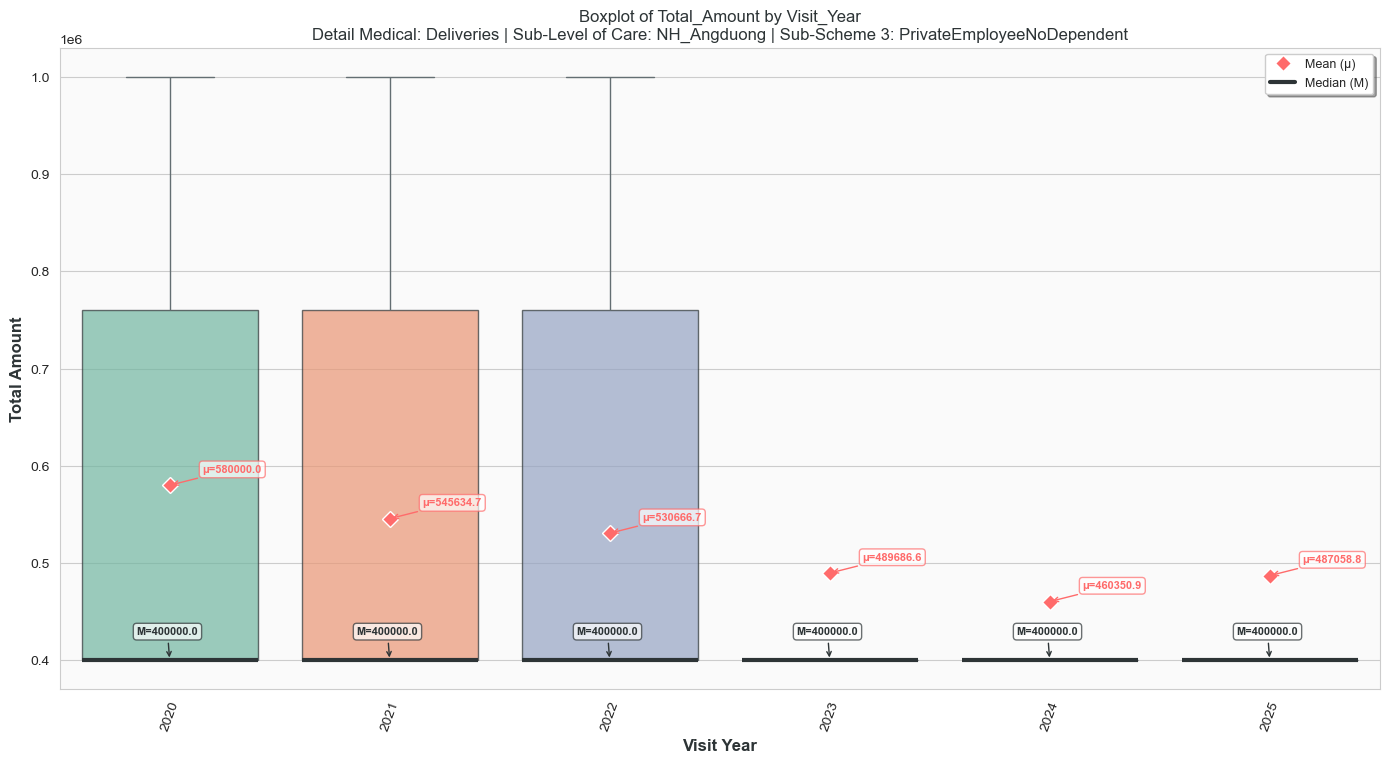 Boxplot of Total_Amount by Visit_Year
Detail Medical: Deliveries | Sub-Level of Care: NH_Angduong | Sub-Scheme 3: PrivateEmployeeNoDependent
1e6
Mean (μ)
Median (M)
1.0
0.9
0.8
0.7
0.6
0.5
0.4
Total Amount
μ=580000.0
μ=545634.7
μ=530666.7
μ=489686.6
μ=460350.9
μ=487058.8
M=400000.0
M=400000.0
M=400000.0
M=400000.0
M=400000.0
M=400000.0
2020
2021
2022
2023
2024
2025
Visit Year